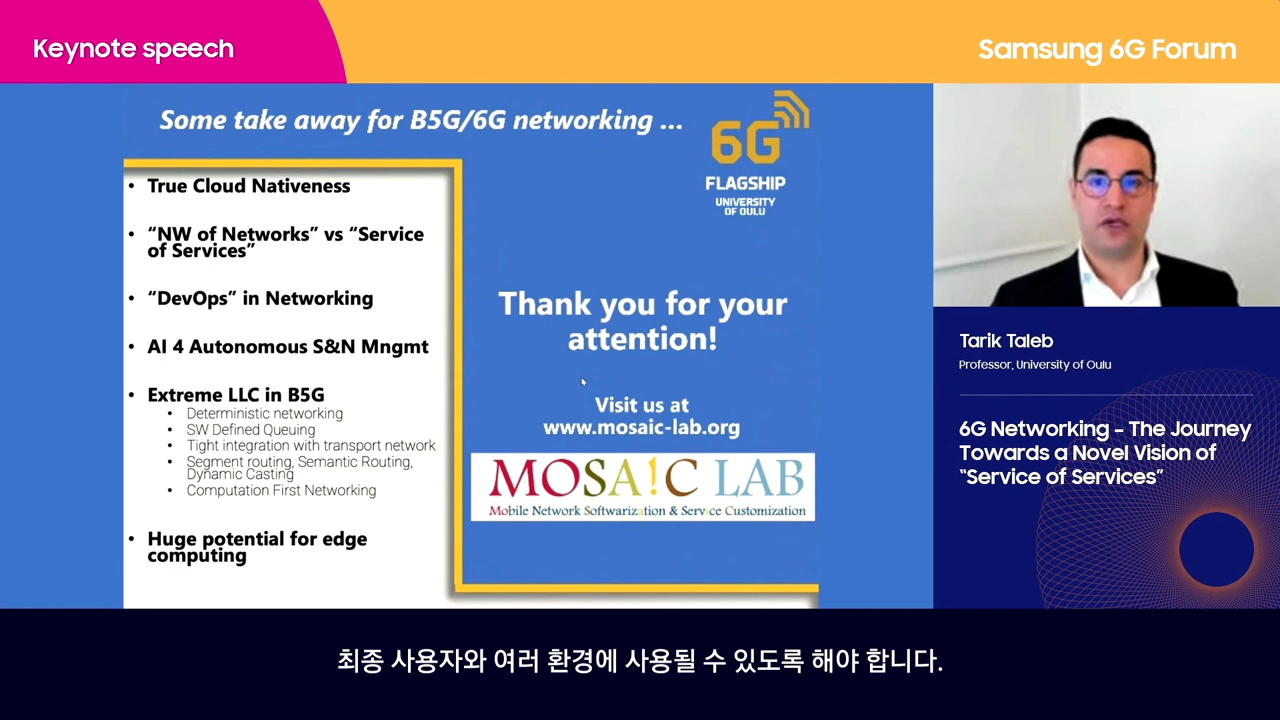 Keynote speech
Samsung 6G Forum
Some take away for B5G/6G networking ...
6G
FLAGSHIP
UNIVERSITY
OF OULU
• True Cloud Nativeness
• “NW of Networks” vs “Service
of Services”
• “DevOps” in Networking
• AI 4 Autonomous S&N Mngmt
• Extreme LLC in B5G
• Deterministic networking
• SW Defined Queuing
• Tight integration with transport network
• Segment routing, Semantic Routing,
Dynamic Casting
• Computation First Networking
• Huge potential for edge
computing
Thank you for your
attention!
Visit us at
www.mosaic-lab.org
MOSA!C LAB
Mobile Network Softwarization & Service Customization
Tarik Taleb
Professor, University of Oulu
6G Networking – The Journey
Towards a Novel Vision of
“Service of Services”
최종 사용자와 여러 환경에 사용될 수 있도록 해야 합니다.